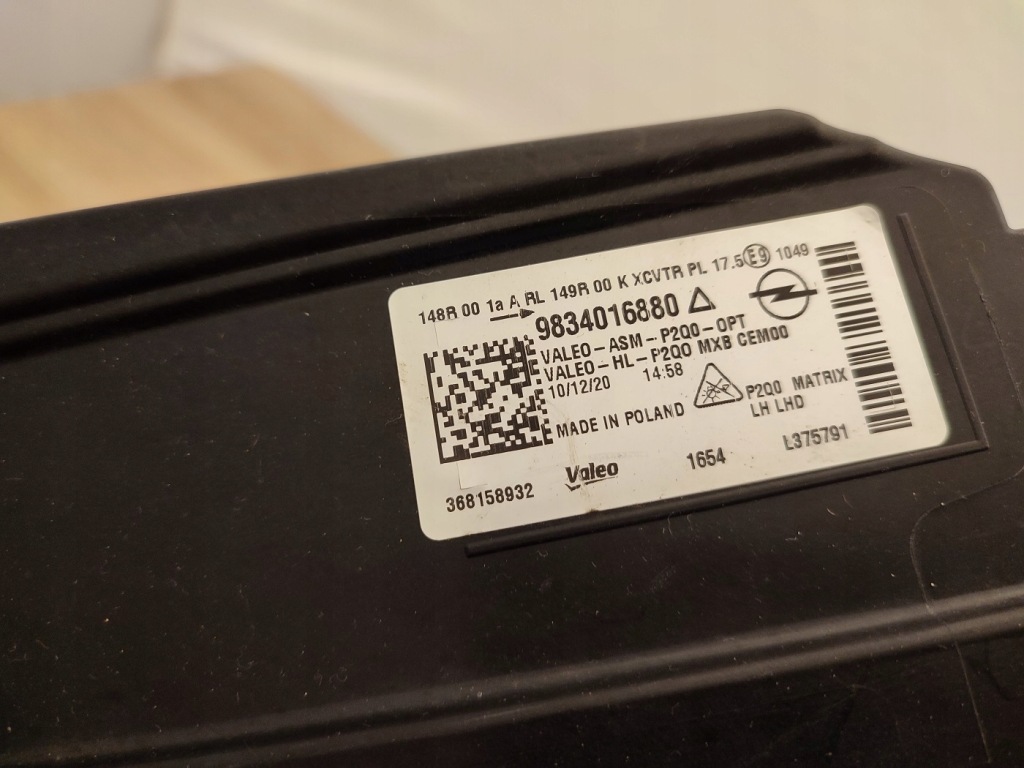 148R 00 1a A RL 149R 00 K XCVTR PL 17.5 E9 1049
9834016880
VALEO-ASM-P2Q0-OPT
VALEO-HL-P2Q0 MXB CEM00
10/12/20 14:58
MADE IN POLAND
P2Q0 MATRIX
LH LHD
368158932 Valeo 1654 L375791